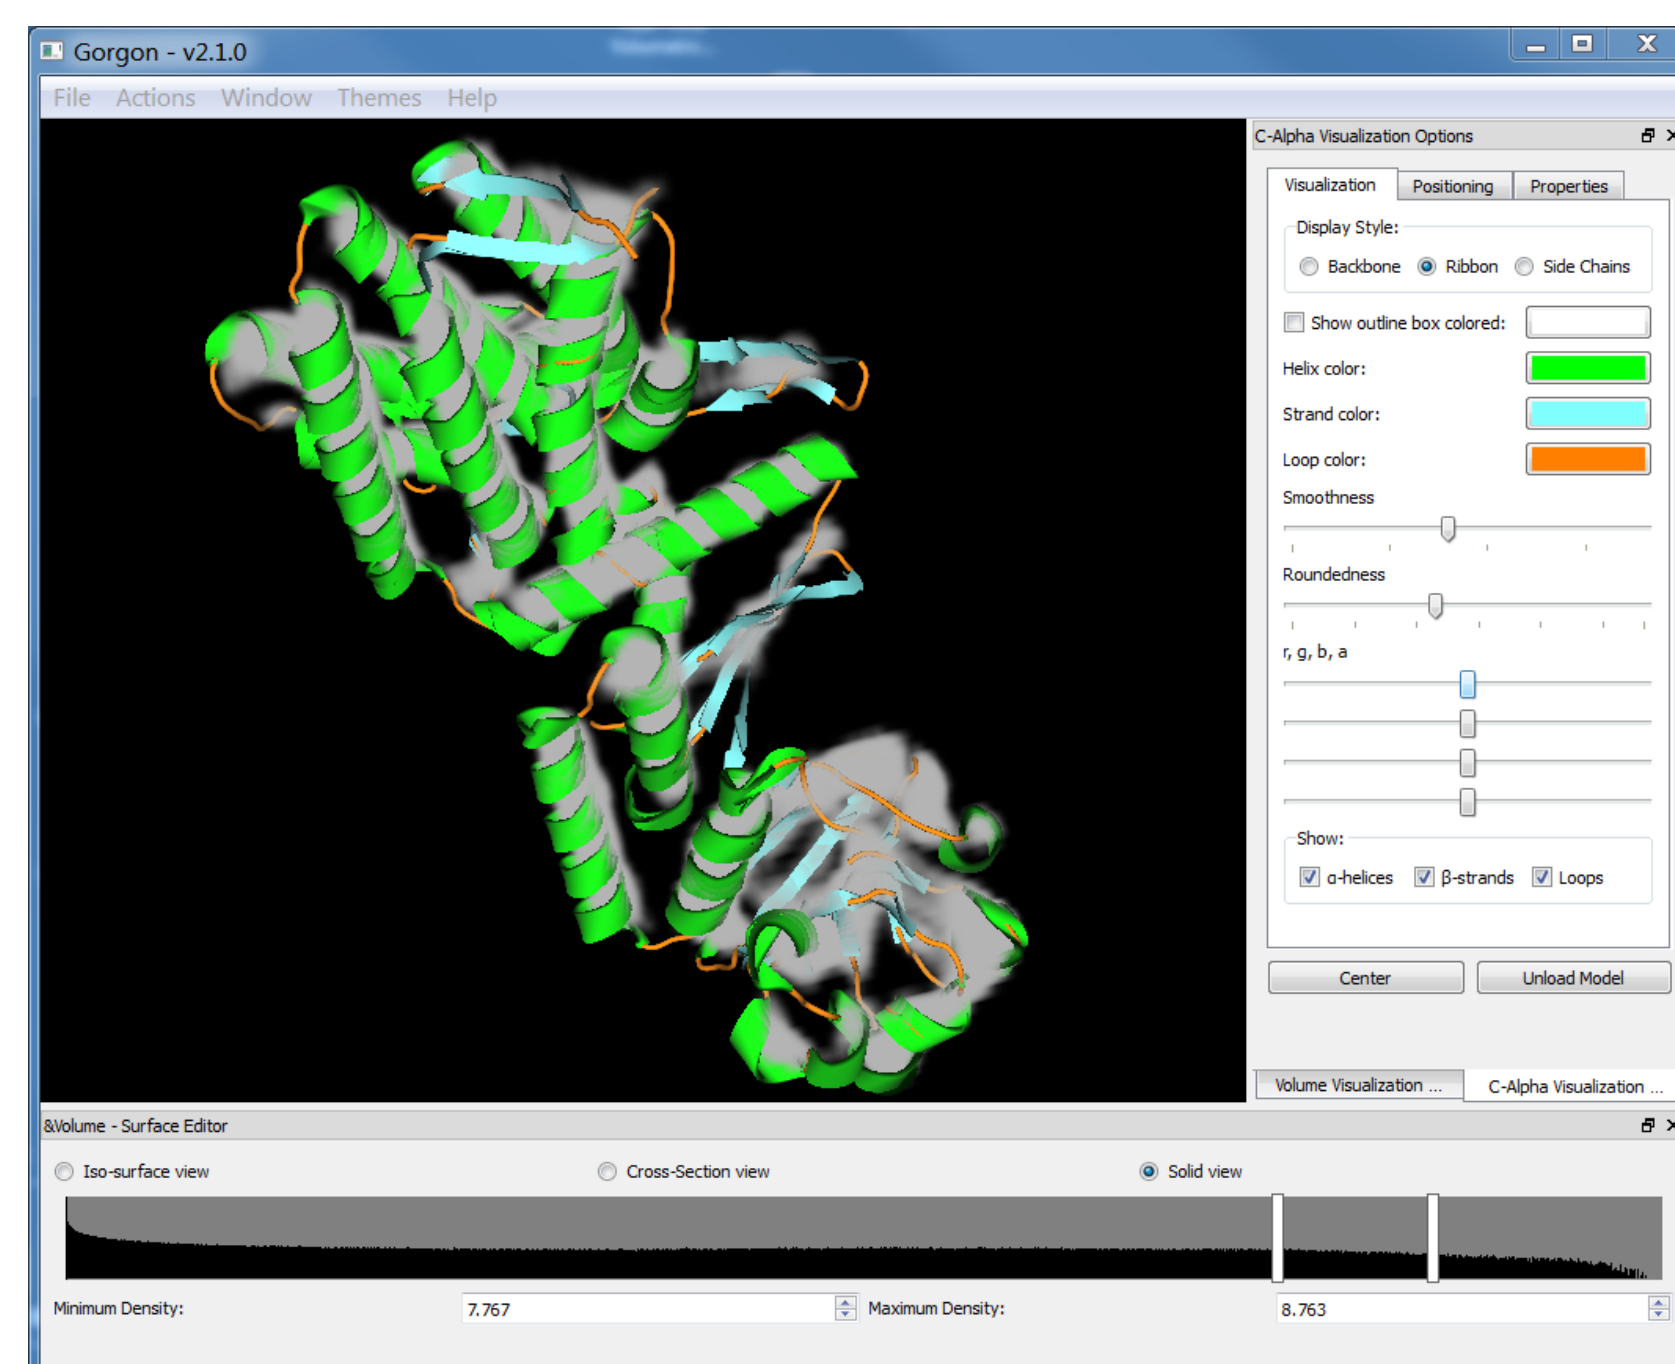 Gorgon - v2.1.0
File Actions Window Themes Help
C-Alpha Visualization Options
Visualization Positioning Properties
Display Style:
Backbone Ribbon Side Chains
Show outline box colored:
Helix color:
Strand color:
Loop color:
Smoothness
Roundedness
r, g, b, a
Show:
α-helices β-strands Loops
Center Unload Model
Volume Visualization ... C-Alpha Visualization ...
&Volume - Surface Editor
Iso-surface view Cross-Section view Solid view
Minimum Density: 7.767 Maximum Density: 8.763